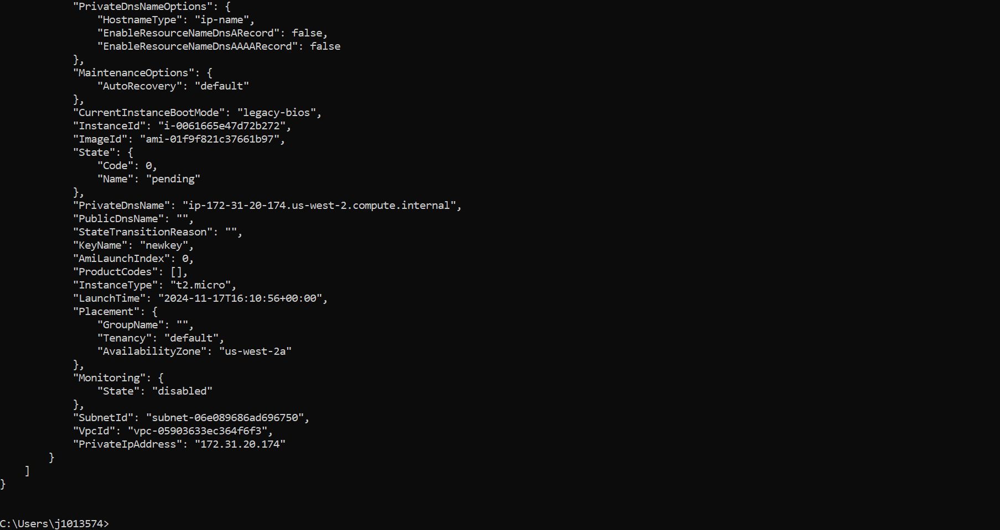 "PrivateDnsNameOptions": {
"HostnameType": "ip-name",
"EnableResourceNameDnsARecord": false,
"EnableResourceNameDnsAAAARecord": false
},
"MaintenanceOptions": {
"AutoRecovery": "default"
},
"CurrentInstanceBootMode": "legacy-bios",
"InstanceId": "i-0061665e47d72b272",
"ImageId": "ami-01f9f821c37661b97",
"State": {
"Code": 0,
"Name": "pending"
},
"PrivateDnsName": "ip-172-31-20-174.us-west-2.compute.internal",
"PublicDnsName": "",
"StateTransitionReason": "",
"KeyName": "newkey",
"AmiLaunchIndex": 0,
"ProductCodes": [],
"InstanceType": "t2.micro",
"LaunchTime": "2024-11-17T16:10:56+00:00",
"Placement": {
"GroupName": "",
"Tenancy": "default",
"AvailabilityZone": "us-west-2a"
},
"Monitoring": {
"State": "disabled"
},
"SubnetId": "subnet-06e089686ad696750",
"VpcId": "vpc-05903633ec364f6f3",
"PrivateIpAddress": "172.31.20.174"
}
]
}
C:\Users\j1013574>